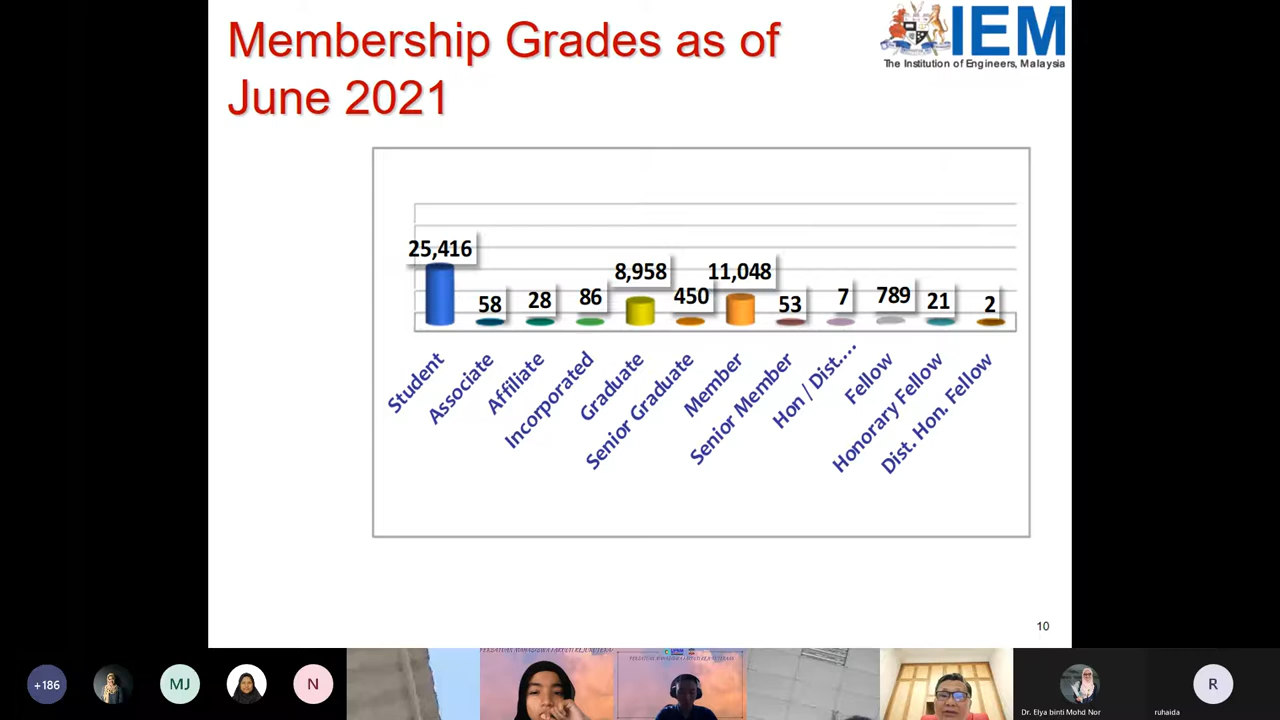 Membership Grades as of
June 2021
IEM
The Institution of Engineers, Malaysia
25,416
58
28
86
8,958
450
11,048
53
7
789
21
2
Student
Associate
Affiliate
Incorporated
Graduate
Senior Graduate
Member
Senior Member
Hon / Dist....
Fellow
Honorary Fellow
Dist. Hon. Fellow
10
+186
MJ
N
R
Dr. Elya binti Mohd Nor
ruhaida